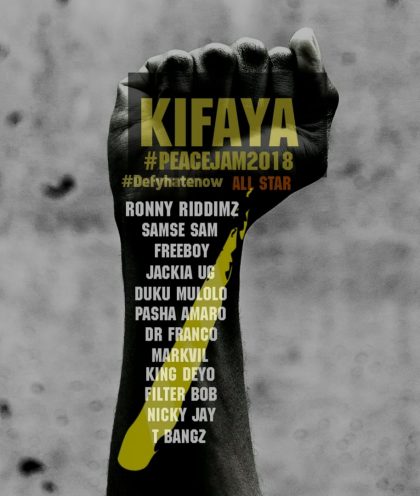 KIFAYA
#PEACEJAM2018
#Defyhatenow ALL STAR
RONNY RIDDIMZ
SAMSE SAM
FREEBOY
JACKIA UG
DUKU MULOLO
PASHA AMARO
DR FRANCO
MARKVIL
KING DEYO
FILTER BOB
NICKY JAY
T BANGZ